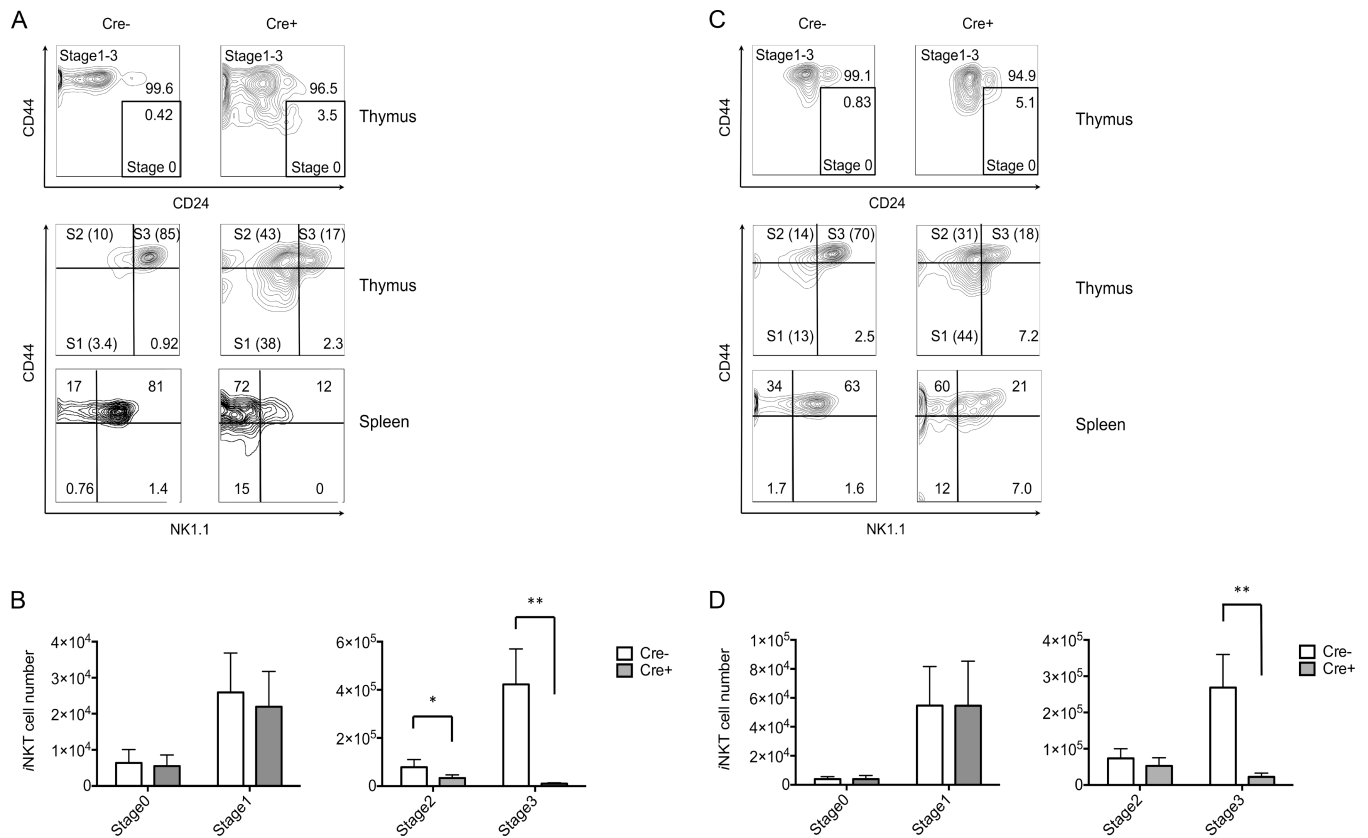 A
Cre-
Cre+
Stage1-3
99.6
0.42
Stage 0
Stage1-3
96.5
3.5
Stage 0
Thymus
CD44
CD24
S2 (10)
S3 (85)
S1 (3.4)
0.92
S2 (43)
S3 (17)
S1 (38)
2.3
Thymus
CD44
17
81
0.76
1.4
72
12
15
0
Spleen
NK1.1
C
Cre-
Cre+
Stage1-3
99.1
0.83
Stage 0
Stage1-3
94.9
5.1
Stage 0
Thymus
CD44
CD24
S2 (14)
S3 (70)
S1 (13)
2.5
S2 (31)
S3 (18)
S1 (44)
7.2
Thymus
CD44
34
63
1.7
1.6
60
21
12
7.0
Spleen
NK1.1
B
iNKT cell number
4×10⁴
3×10⁴
2×10⁴
1×10⁴
0
Stage0
Stage1
6×10⁵
4×10⁵
2×10⁵
0
*
**
Stage2
Stage3
Cre-
Cre+
D
iNKT cell number
1×10⁵
8×10⁴
6×10⁴
4×10⁴
2×10⁴
0
Stage0
Stage1
4×10⁵
3×10⁵
2×10⁵
1×10⁵
0
**
Stage2
Stage3
Cre-
Cre+